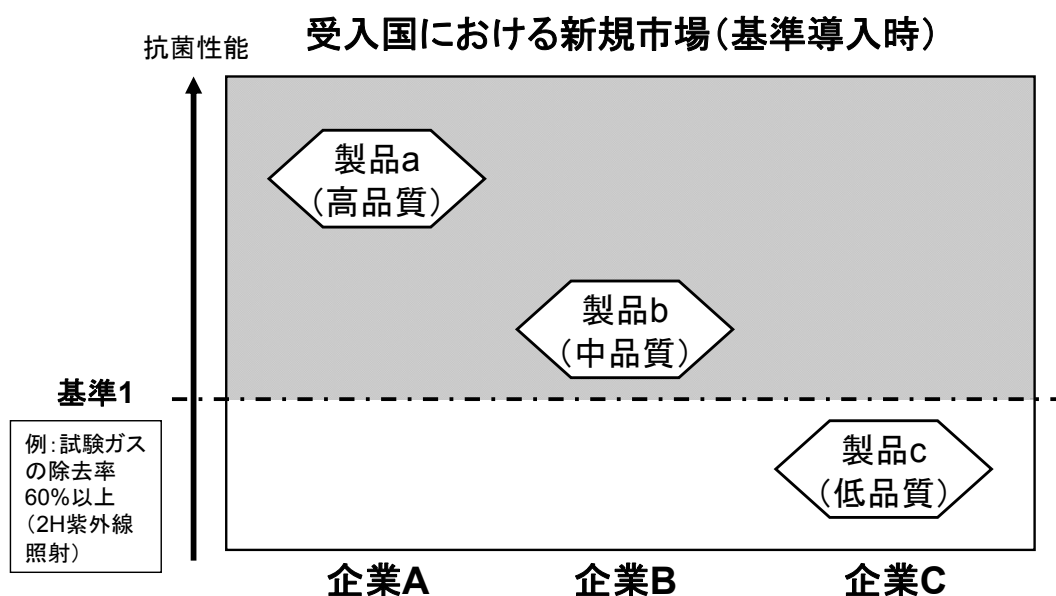 受入国における新規市場（基準導入時）
抗菌性能
製品a
（高品質）
製品b
（中品質）
基準1
製品c
（低品質）
例：試験ガス
の除去率
60%以上
（2H紫外線
照射）
企業A
企業B
企業C